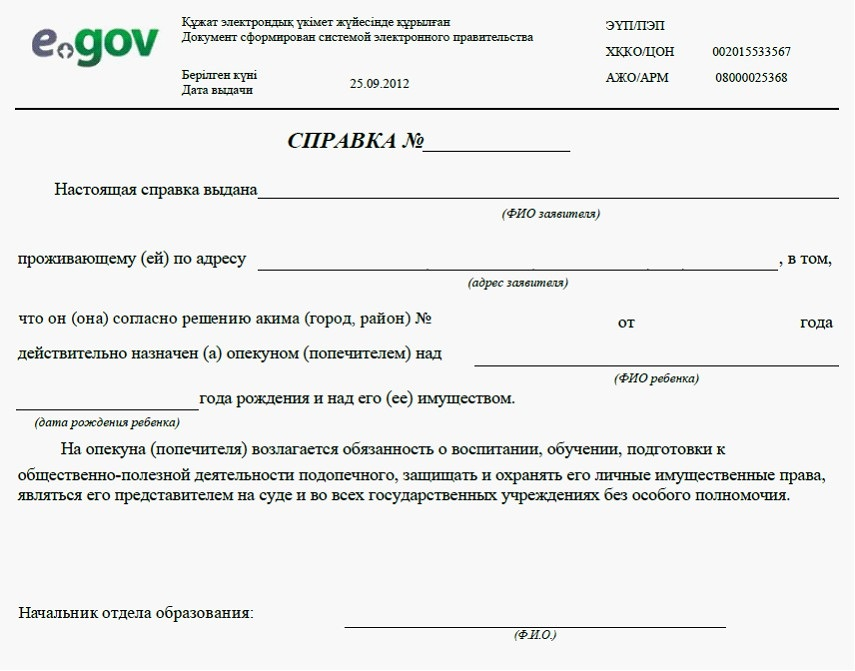 e.gov
Құжат электрондық үкімет жүйесінде құрылған
Документ сформирован системой электронного правительства
Берілген күні
Дата выдачи 25.09.2012
ЭҮП/ПЭП
ХҚКО/ЦОН 002015533567
АЖО/АРМ 08000025368
СПРАВКА №
Настоящая справка выдана
(ФИО заявителя)
проживающему (ей) по адресу , в том,
(адрес заявителя)
что он (она) согласно решению акима (город, район) № от года
действительно назначен (а) опекуном (попечителем) над
(ФИО ребенка)
года рождения и над его (ее) имуществом.
(дата рождения ребенка)
На опекуна (попечителя) возлагается обязанность о воспитании, обучении, подготовки к
общественно-полезной деятельности подопечного, защищать и охранять его личные имущественные права,
являться его представителем на суде и во всех государственных учреждениях без особого полномочия.
Начальник отдела образования:
(Ф.И.О.)